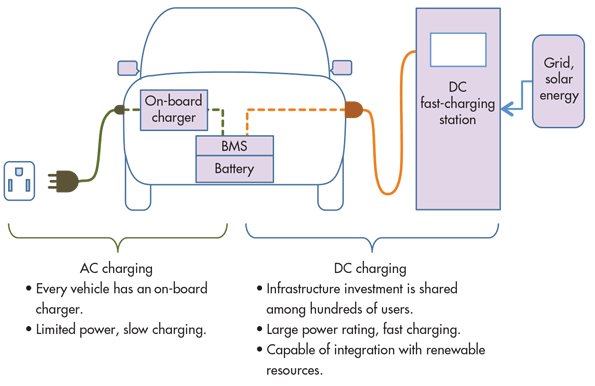 On-board
charger
BMS
Battery
DC
fast-charging
station
Grid,
solar
energy
AC charging
• Every vehicle has an on-board
charger.
• Limited power, slow charging.
DC charging
• Infrastructure investment is shared
among hundreds of users.
• Large power rating, fast charging.
• Capable of integration with renewable
resources.